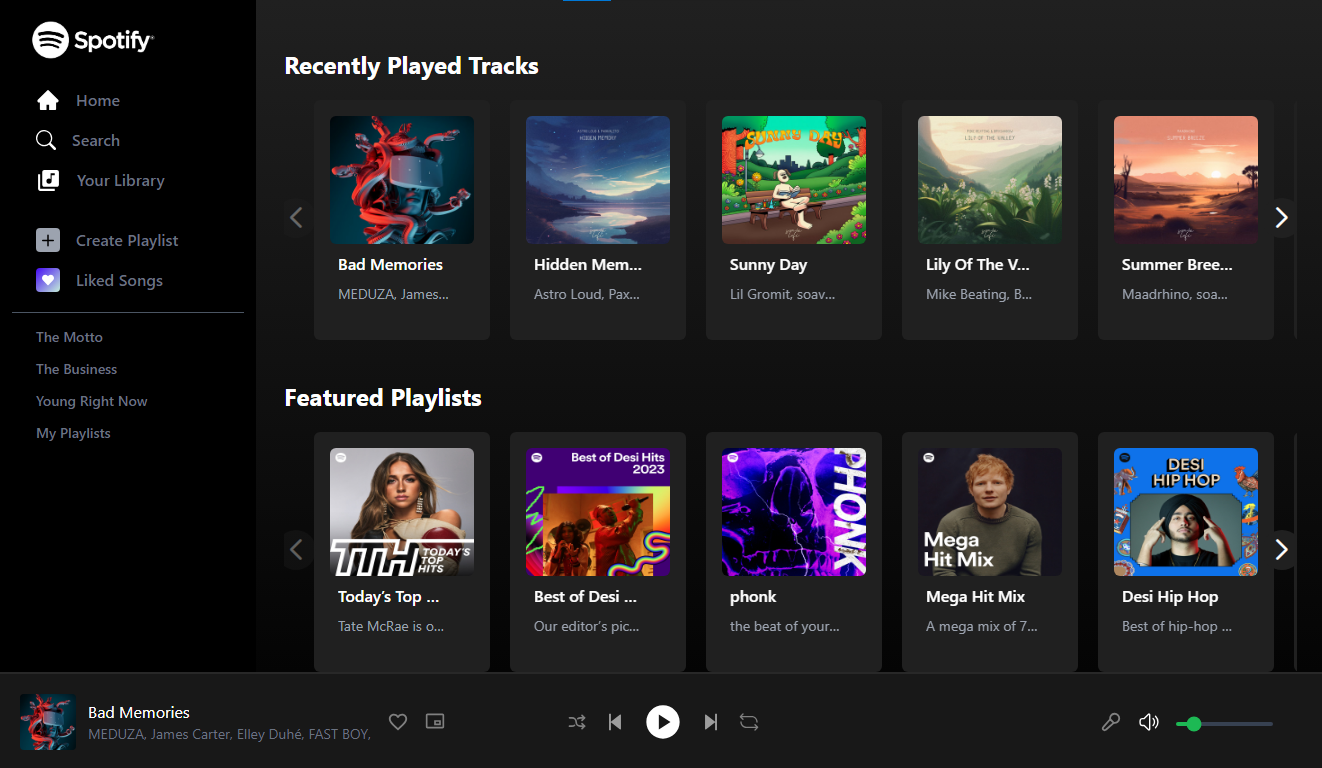 Spotify
Home
Search
Your Library
Create Playlist
Liked Songs
The Motto
The Business
Young Right Now
My Playlists
Recently Played Tracks
HIDDEN MEMORY
SUNNY DAY
LILY OF THE VALLEY
SUMMER BREEZE
Bad Memories
MEDUZA, James...
Hidden Mem...
Astro Loud, Pax...
Sunny Day
Lil Gromit, soav...
Lily Of The V...
Mike Beating, B...
Summer Bree...
Maadrhino, soa...
Featured Playlists
TTH TODAY'S
TOP
HITS
Best of Desi Hits
2023
PHONK
Mega
Hit Mix
DESI
HIP HOP
Today’s Top ...
Tate McRae is o...
Best of Desi ...
Our editor’s pic...
phonk
the beat of your...
Mega Hit Mix
A mega mix of 7...
Desi Hip Hop
Best of hip-hop ...
Bad Memories
MEDUZA, James Carter, Elley Duhé, FAST BOY,